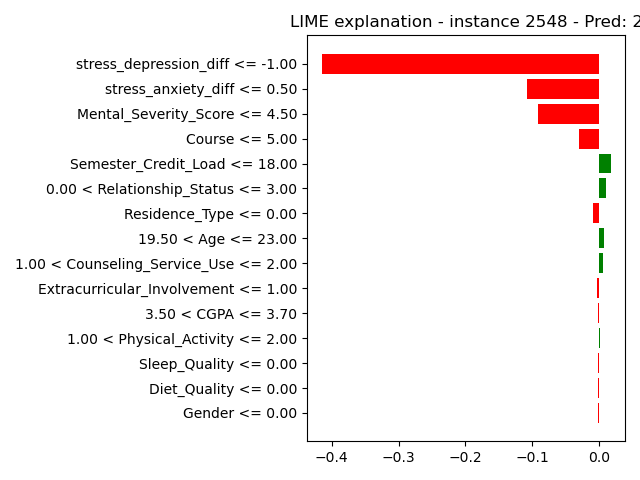 LIME explanation - instance 2548 - Pred: 2
stress_depression_diff <= -1.00
stress_anxiety_diff <= 0.50
Mental_Severity_Score <= 4.50
Course <= 5.00
Semester_Credit_Load <= 18.00
0.00 < Relationship_Status <= 3.00
Residence_Type <= 0.00
19.50 < Age <= 23.00
1.00 < Counseling_Service_Use <= 2.00
Extracurricular_Involvement <= 1.00
3.50 < CGPA <= 3.70
1.00 < Physical_Activity <= 2.00
Sleep_Quality <= 0.00
Diet_Quality <= 0.00
Gender <= 0.00
−0.4 −0.3 −0.2 −0.1 0.0